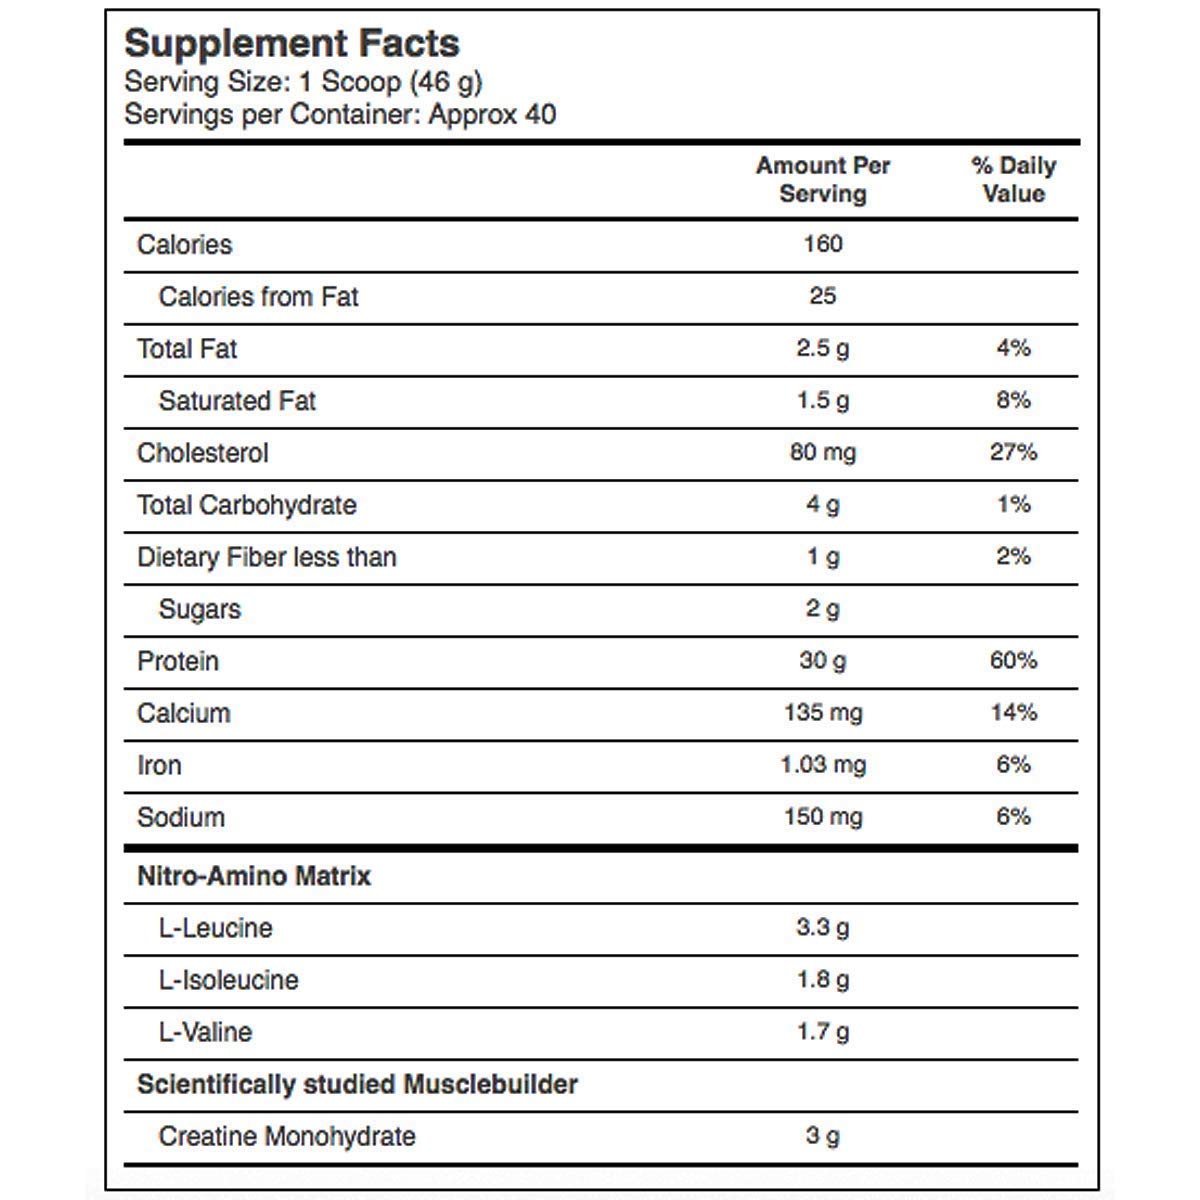 Supplement Facts
Serving Size: 1 Scoop (46 g)
Servings per Container: Approx 40
Amount Per Serving % Daily Value
Calories 160
Calories from Fat 25
Total Fat 2.5 g 4%
Saturated Fat 1.5 g 8%
Cholesterol 80 mg 27%
Total Carbohydrate 4 g 1%
Dietary Fiber less than 1 g 2%
Sugars 2 g
Protein 30 g 60%
Calcium 135 mg 14%
Iron 1.03 mg 6%
Sodium 150 mg 6%
Nitro-Amino Matrix
L-Leucine 3.3 g
L-Isoleucine 1.8 g
L-Valine 1.7 g
Scientifically studied Musclebuilder
Creatine Monohydrate 3 g